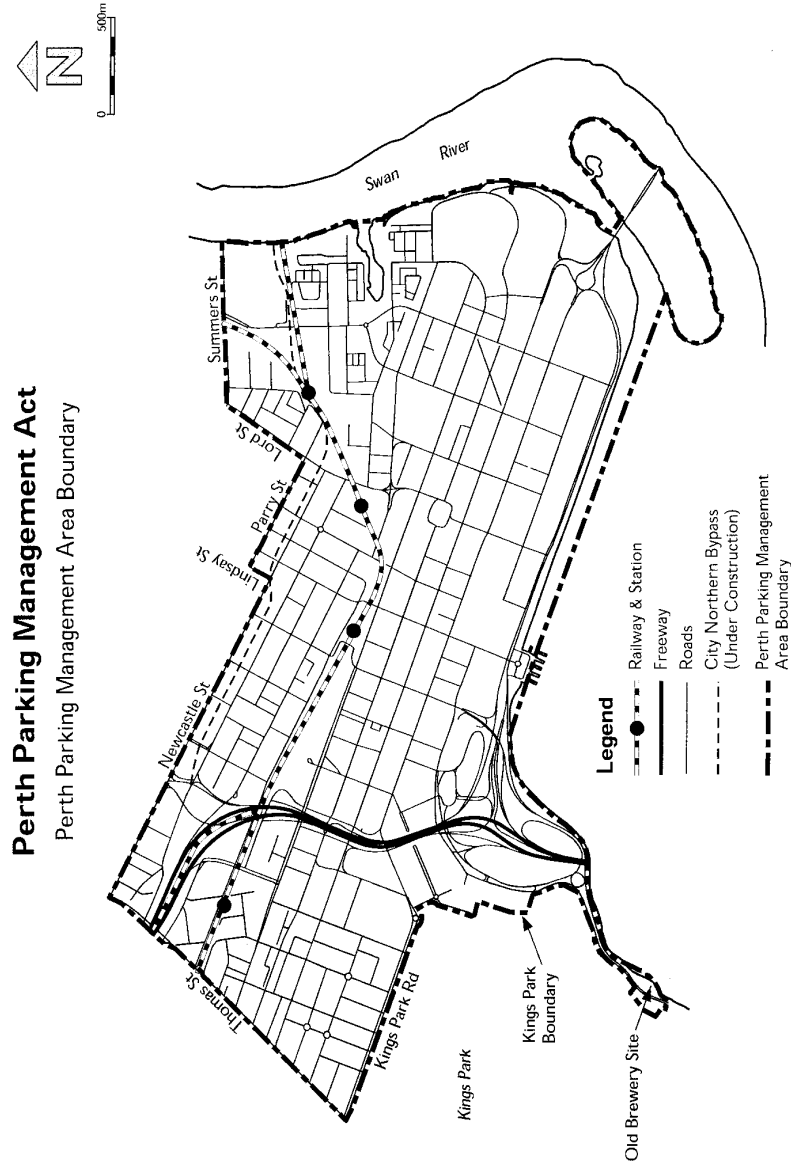 Perth Parking Management Act
Perth Parking Management Area Boundary
N
0 500m
Summers St
Lord St
Parry St
Lindsay St
Newcastle St
Thomas St
Kings Park Rd
Kings Park
Kings Park
Boundary
Old Brewery Site
Swan River
Legend
Railway & Station
Freeway
Roads
City Northern Bypass
(Under Construction)
Perth Parking Management
Area Boundary